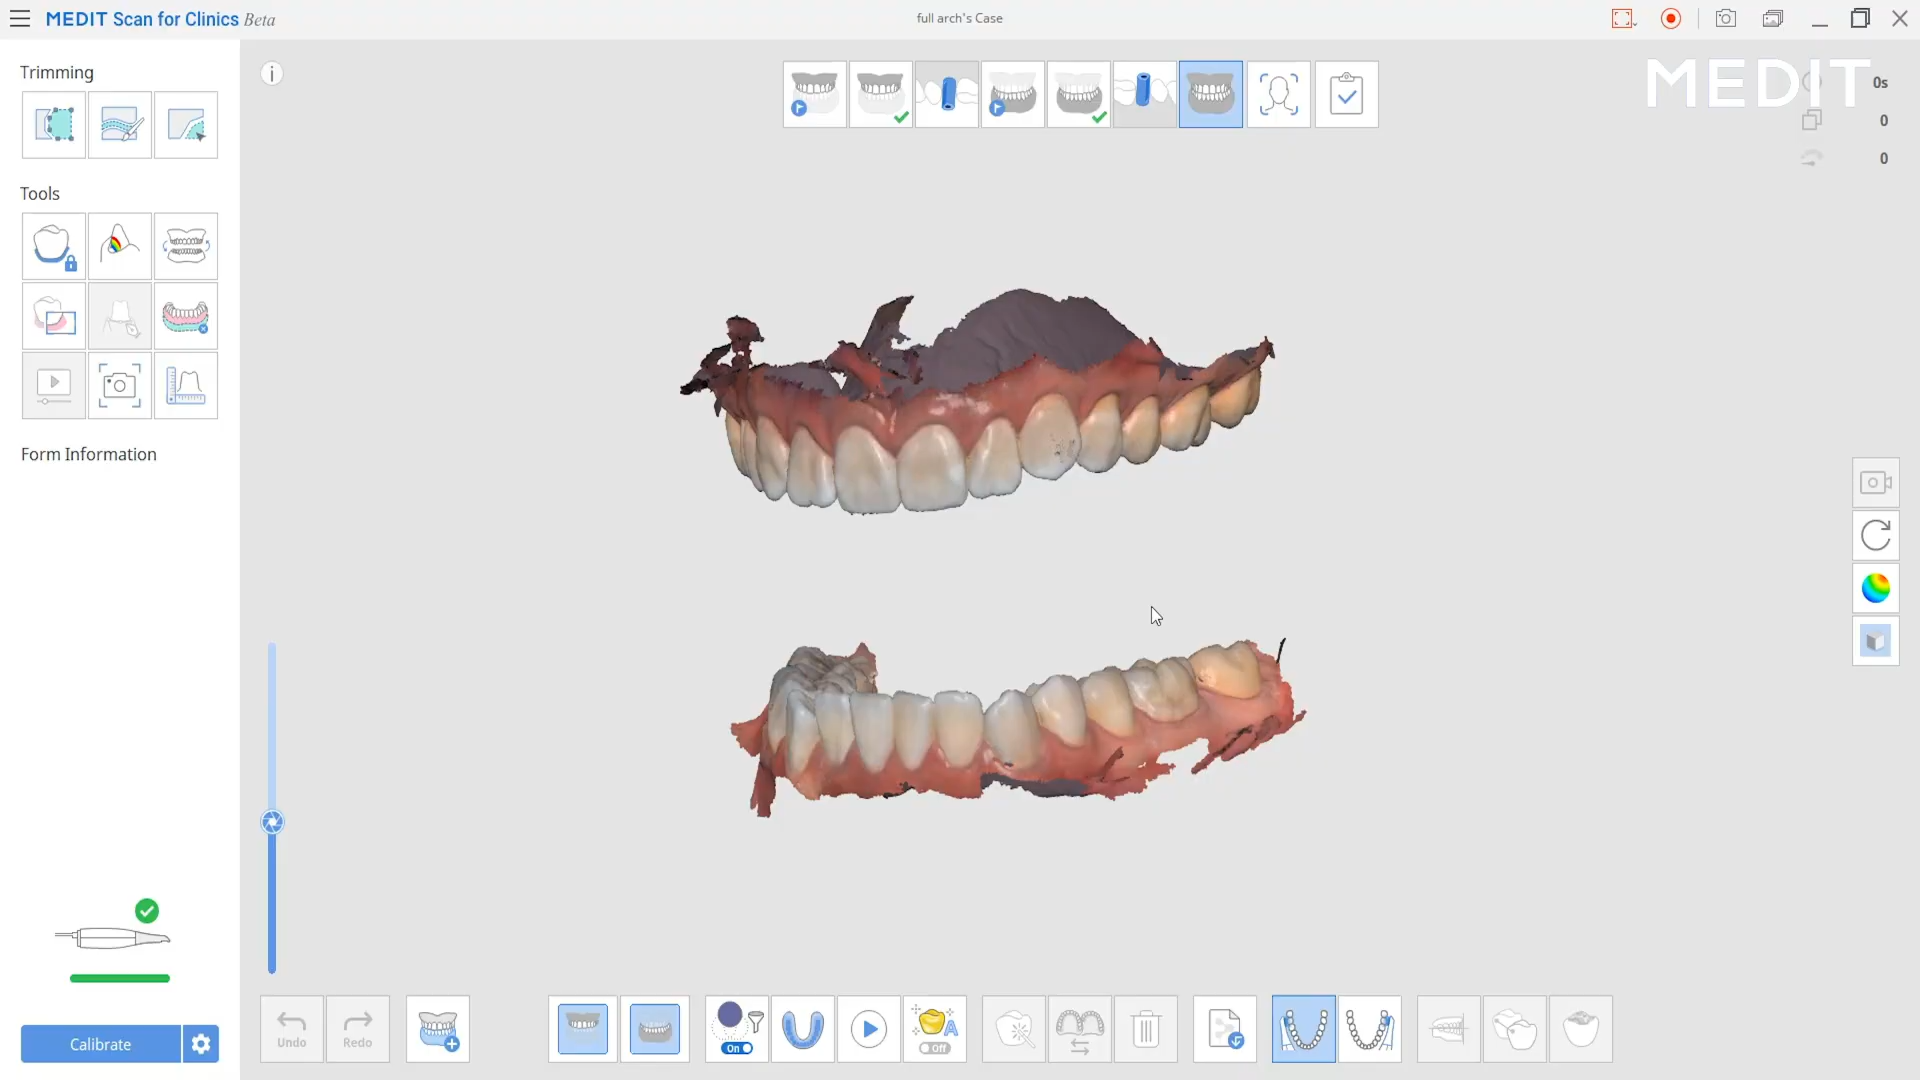 MEDIT Scan for Clinics Beta
full arch's Case
Trimming
i
MEDIT
0s
0
0
Tools
Form Information
Calibrate
Undo
Redo
On
A
Off